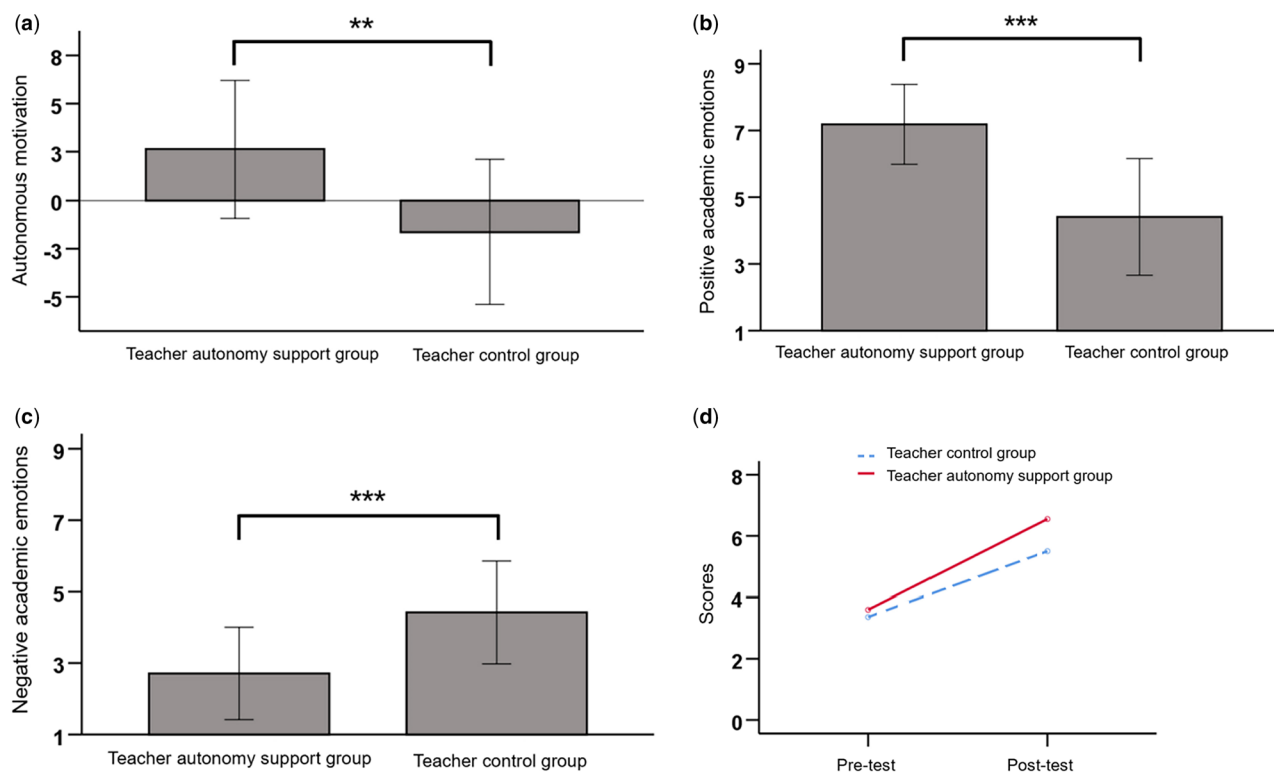 (a)
**
Autonomous motivation
8
5
3
0
-3
-5
Teacher autonomy support group
Teacher control group
(b)
***
Positive academic emotions
9
7
5
3
1
Teacher autonomy support group
Teacher control group
(c)
***
Negative academic emotions
9
7
5
3
1
Teacher autonomy support group
Teacher control group
(d)
Teacher control group
Teacher autonomy support group
Scores
8
6
4
2
0
Pre-test
Post-test